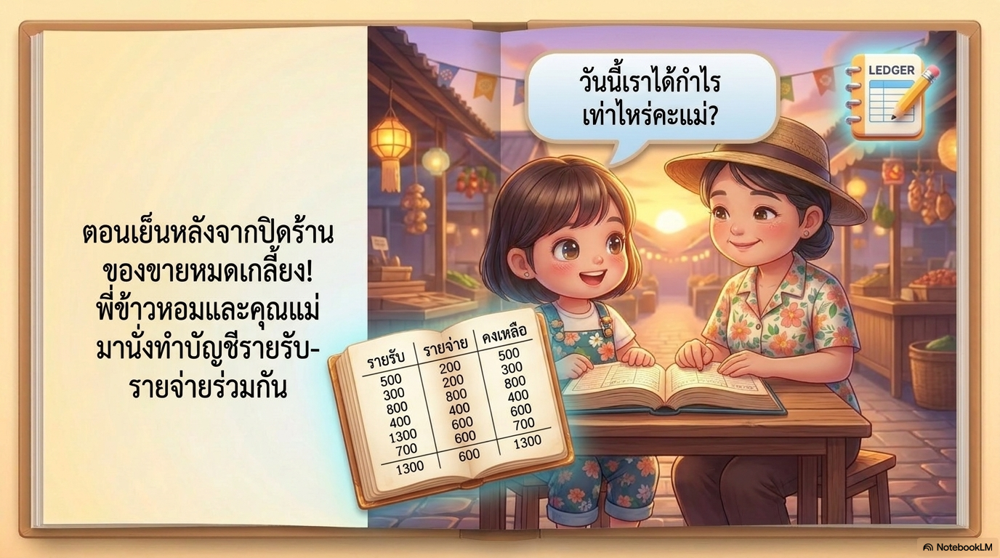 ตอนเย็นหลังจากปิดร้าน
ของขายหมดเกลี้ยง!
พี่ข้าวหอมและคุณแม่
มานั่งทำบัญชีรายรับ-
รายจ่ายร่วมกัน
วันนี้เราได้กำไร
เท่าไหร่คะแม่?
LEDGER
รายรับ รายจ่าย คงเหลือ
500 200 500
300 200 300
800 800 800
400 400 400
1300 600 600
700 600 700
1300 600 1300
NotebookLM